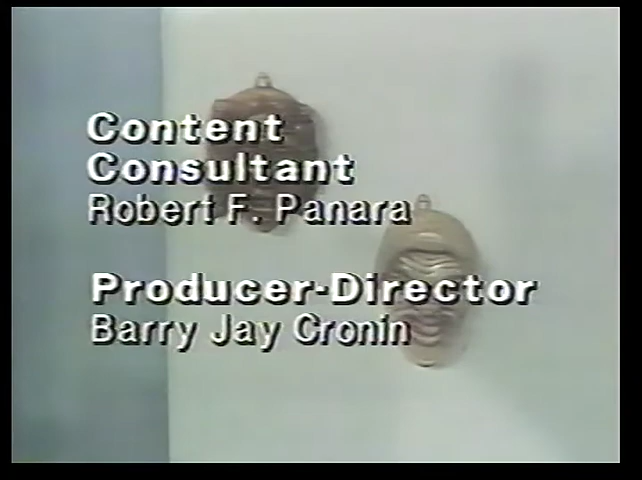 Content
Consultant
Robert F. Panara
Producer-Director
Barry Jay Cronin